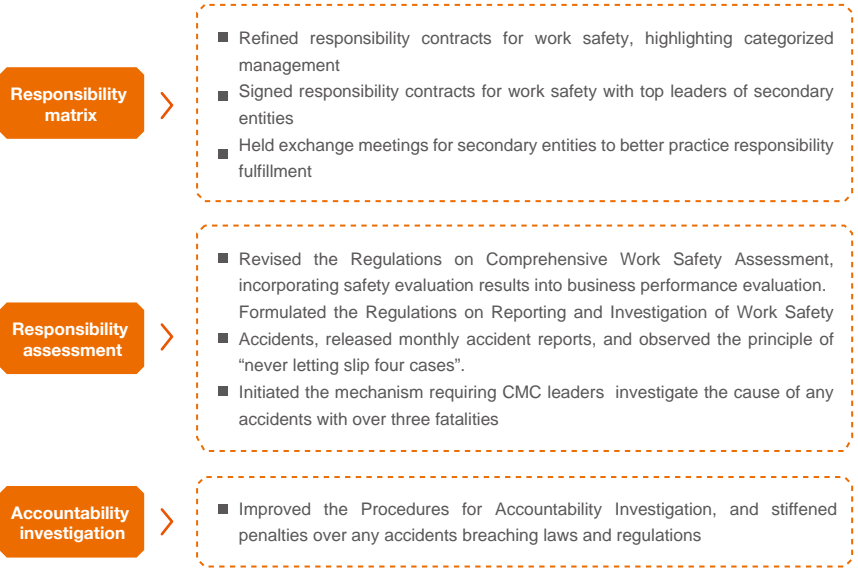 Responsibility
matrix
Refined responsibility contracts for work safety, highlighting categorized
management
Signed responsibility contracts for work safety with top leaders of secondary
entities
Held exchange meetings for secondary entities to better practice responsibility
fulfillment
Responsibility
assessment
Revised the Regulations on Comprehensive Work Safety Assessment,
incorporating safety evaluation results into business performance evaluation.
Formulated the Regulations on Reporting and Investigation of Work Safety
Accidents, released monthly accident reports, and observed the principle of
“never letting slip four cases”.
Initiated the mechanism requiring CMC leaders investigate the cause of any
accidents with over three fatalities
Accountability
investigation
Improved the Procedures for Accountability Investigation, and stiffened
penalties over any accidents breaching laws and regulations